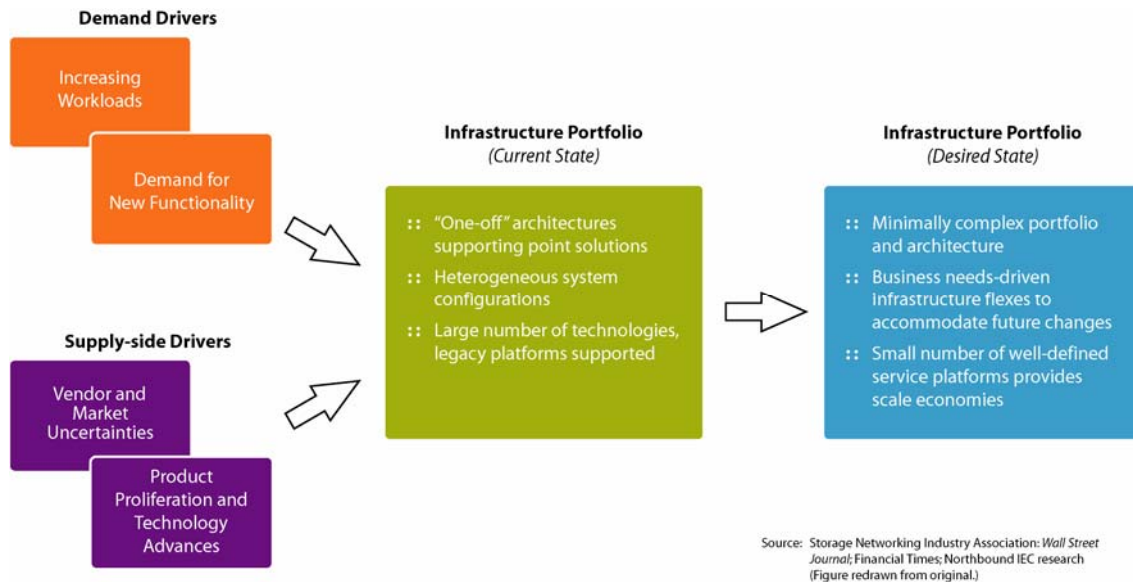 Demand Drivers
Increasing
Workloads
Demand for
New Functionality
Supply-side Drivers
Vendor and
Market
Uncertainties
Product
Proliferation and
Technology
Advances
Infrastructure Portfolio
(Current State)
:: “One-off” architectures
supporting point solutions
:: Heterogeneous system
configurations
:: Large number of technologies,
legacy platforms supported
Infrastructure Portfolio
(Desired State)
:: Minimally complex portfolio
and architecture
:: Business needs-driven
infrastructure flexes to
accommodate future changes
:: Small number of well-defined
service platforms provides
scale economies
Source: Storage Networking Industry Association: Wall Street
Journal; Financial Times; Northbound IEC research
(Figure redrawn from original.)